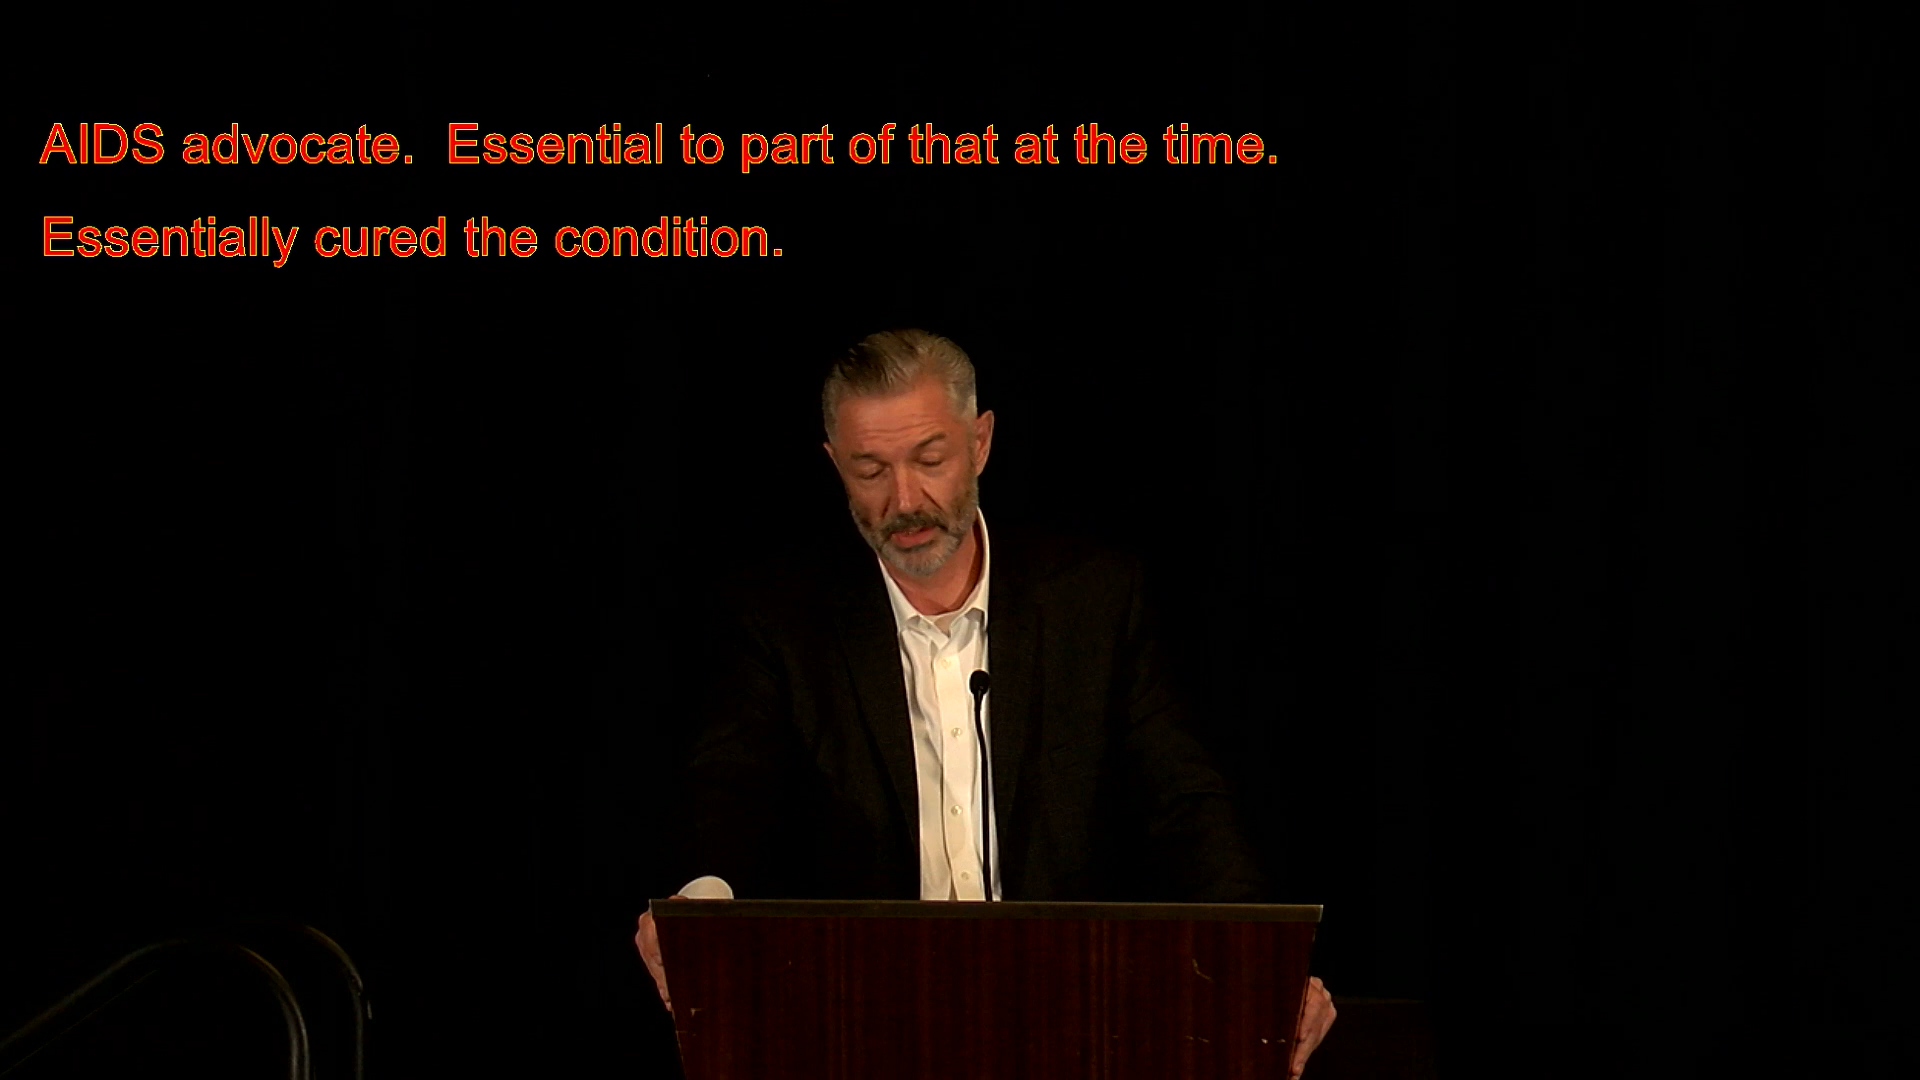 AIDS advocate.  Essential to part of that at the time.
Essentially cured the condition.